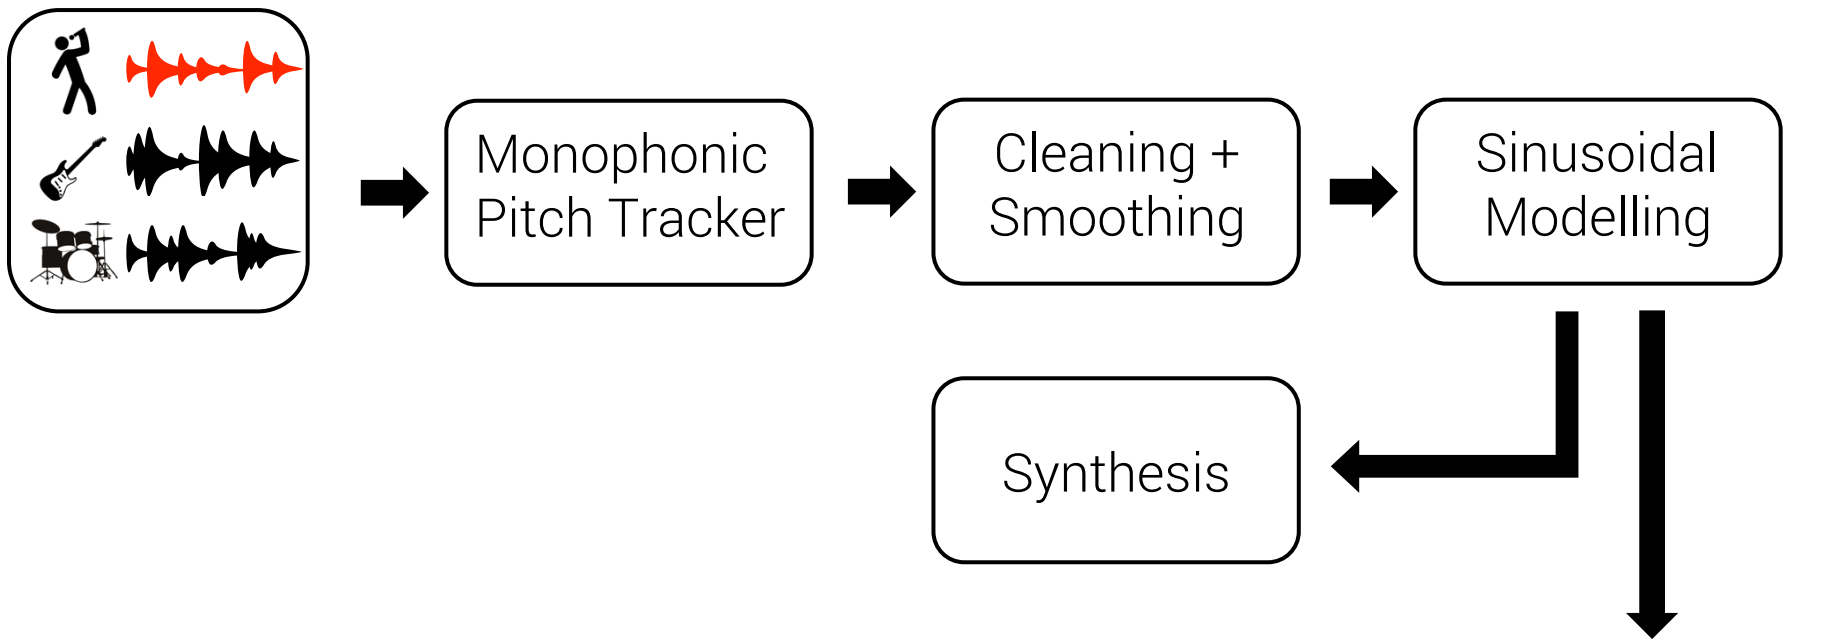 Monophonic
Pitch Tracker
Cleaning +
Smoothing
Sinusoidal
Modelling
Synthesis